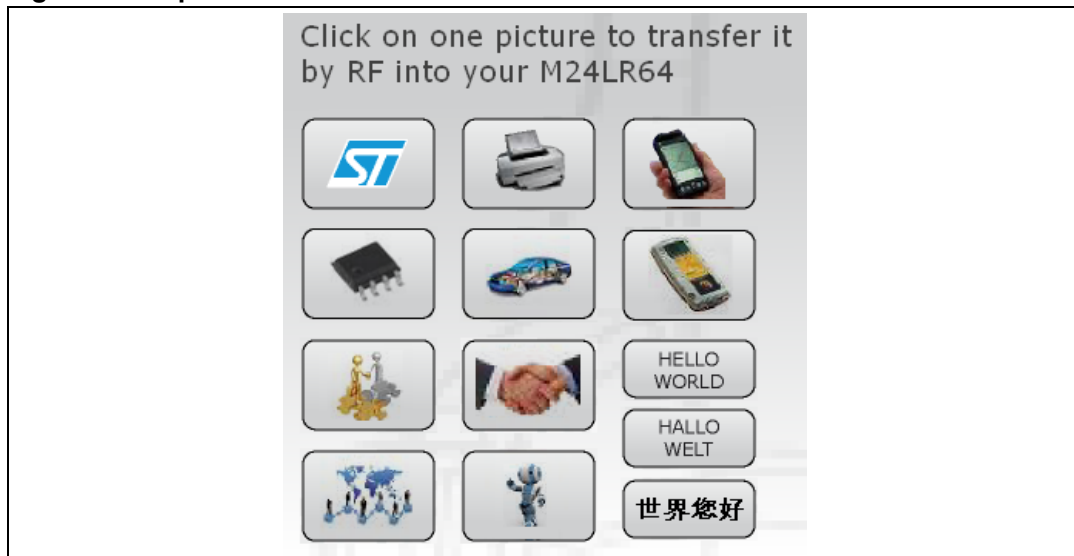 Click on one picture to transfer it
by RF into your M24LR64
ST
HELLO
WORLD
HALLO
WELT
世界您好